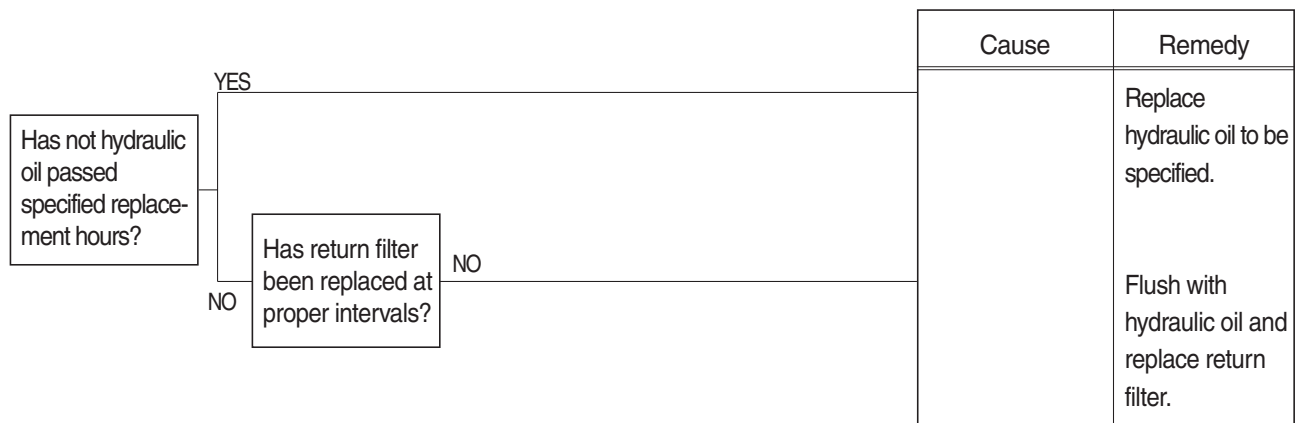 Cause
Remedy
YES
Replace
hydraulic oil to be
specified.
Has not hydraulic
oil passed
specified replace-
ment hours?
Has return filter
been replaced at
proper intervals?
NO
NO
Flush with
hydraulic oil and
replace return
filter.